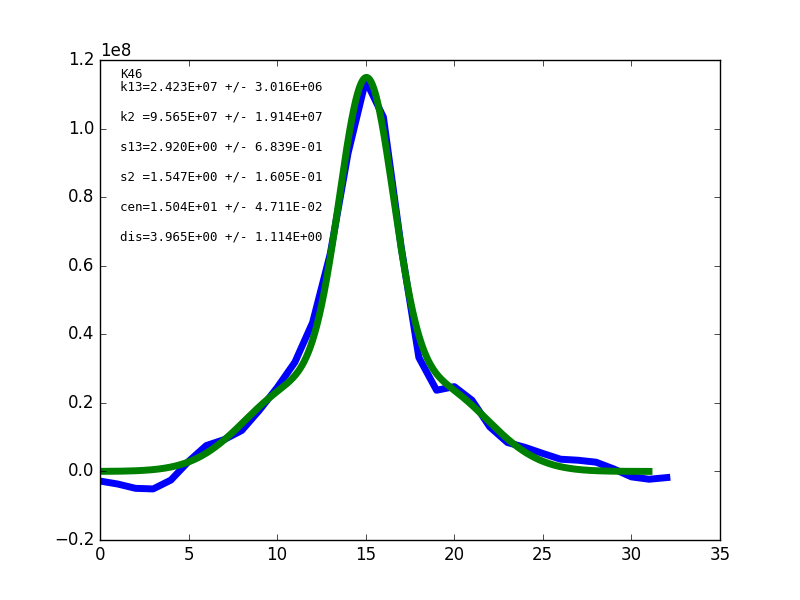 1e8
K46
k13=2.423E+07 +/- 3.016E+06
k2 =9.565E+07 +/- 1.914E+07
s13=2.920E+00 +/- 6.839E-01
s2 =1.547E+00 +/- 1.605E-01
cen=1.504E+01 +/- 4.711E-02
dis=3.965E+00 +/- 1.114E+00
1.2
1.0
0.8
0.6
0.4
0.2
0.0
−0.2
0 5 10 15 20 25 30 35